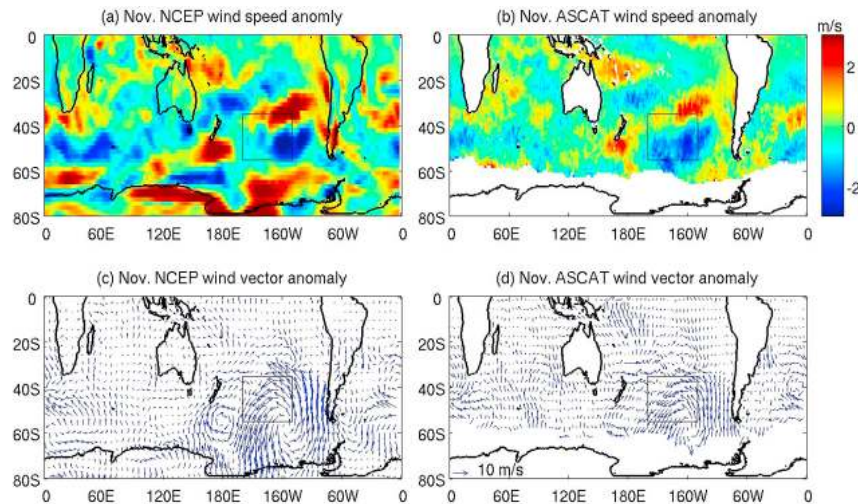 (a) Nov. NCEP wind speed anomly
(b) Nov. ASCAT wind speed anomaly
m/s
0
20S
40S
60S
80S
0
60E
120E
180E
160W
60W
0
0
20S
40S
60S
80S
0
60E
120E
180E
160W
60W
0
2
0
-2
(c) Nov. NCEP wind vector anomaly
(d) Nov. ASCAT wind vector anomaly
0
20S
40S
60S
80S
0
60E
120E
180E
160W
60W
0
0
20S
40S
60S
80S
10 m/s
0
60E
120E
180E
160W
60W
0